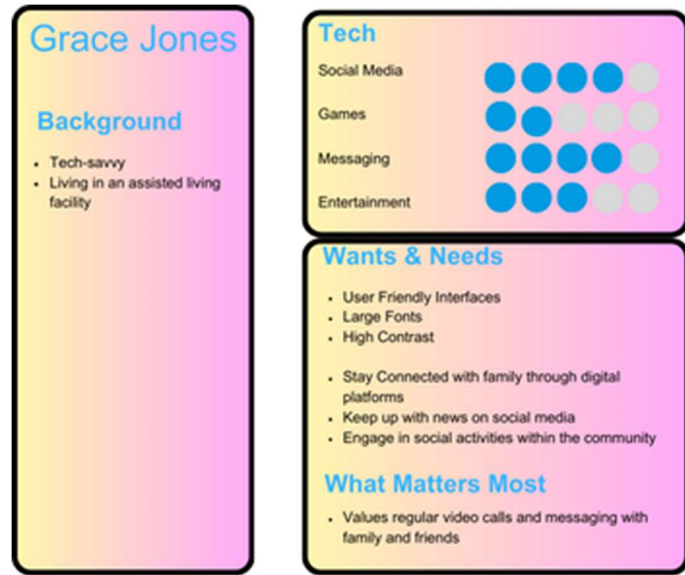 Grace Jones
Background
• Tech-savvy
• Living in an assisted living
facility
Tech
Social Media
Games
Messaging
Entertainment
Wants & Needs
• User Friendly Interfaces
• Large Fonts
• High Contrast
• Stay Connected with family through digital
platforms
• Keep up with news on social media
• Engage in social activities within the community
What Matters Most
• Values regular video calls and messaging with
family and friends